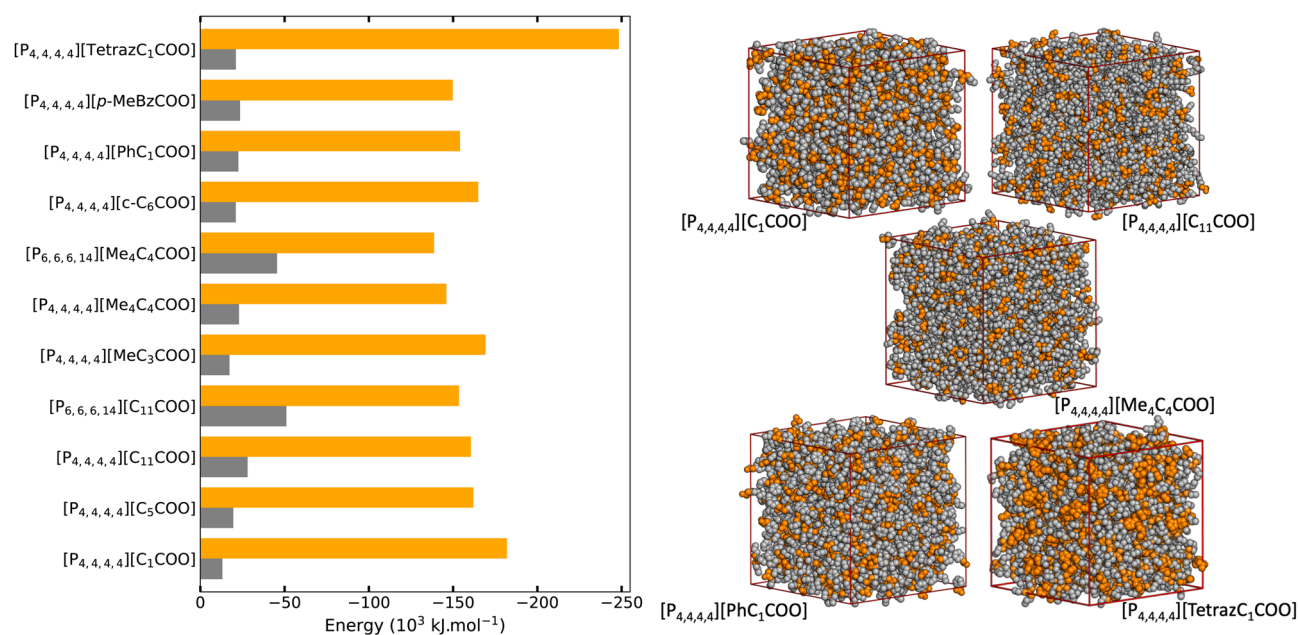 [P₄,₄,₄,₄][TetrazC₁COO]
[P₄,₄,₄,₄][p-MeBzCOO]
[P₄,₄,₄,₄][PhC₁COO]
[P₄,₄,₄,₄][c-C₆COO]
[P₆,₆,₆,₁₄][Me₄C₄COO]
[P₄,₄,₄,₄][Me₄C₄COO]
[P₄,₄,₄,₄][MeC₃COO]
[P₆,₆,₆,₁₄][C₁₁COO]
[P₄,₄,₄,₄][C₁₁COO]
[P₄,₄,₄,₄][C₅COO]
[P₄,₄,₄,₄][C₁COO]
0 −50 −100 −150 −200 −250
Energy (10³ kJ.mol⁻¹)
[P₄,₄,₄,₄][C₁COO]
[P₄,₄,₄,₄][C₁₁COO]
[P₄,₄,₄,₄][Me₄C₄COO]
[P₄,₄,₄,₄][PhC₁COO]
[P₄,₄,₄,₄][TetrazC₁COO]